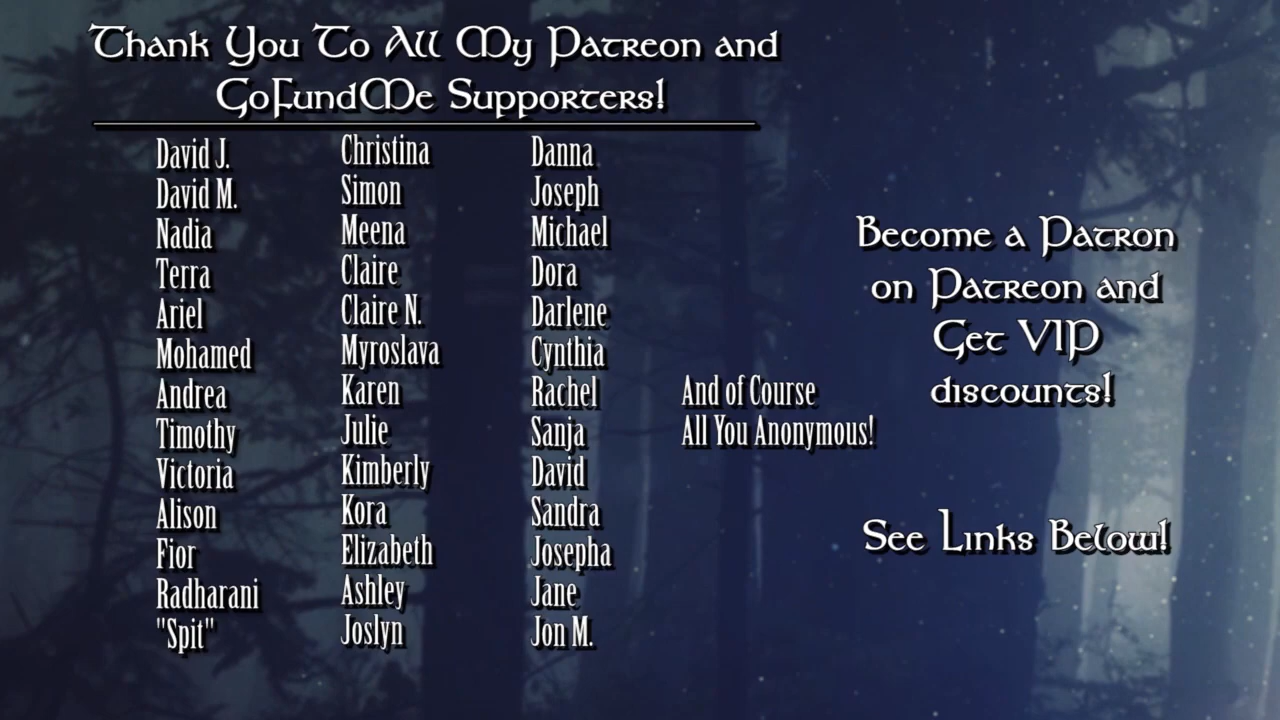 Thank You To All My Patreon and
GoFundMe Supporters!
David J.
David M.
Nadia
Terra
Ariel
Mohamed
Andrea
Timothy
Victoria
Alison
Fior
Radharani
"Spit"
Christina
Simon
Meena
Claire
Claire N.
Myroslava
Karen
Julie
Kimberly
Kora
Elizabeth
Ashley
Joslyn
Danna
Joseph
Michael
Dora
Darlene
Cynthia
Rachel
Sanja
David
Sandra
Josepha
Jane
Jon M.
And of Course
All You Anonymous!
Become a Patron
on Patreon and
Get VIP
discounts!
See Links Below!